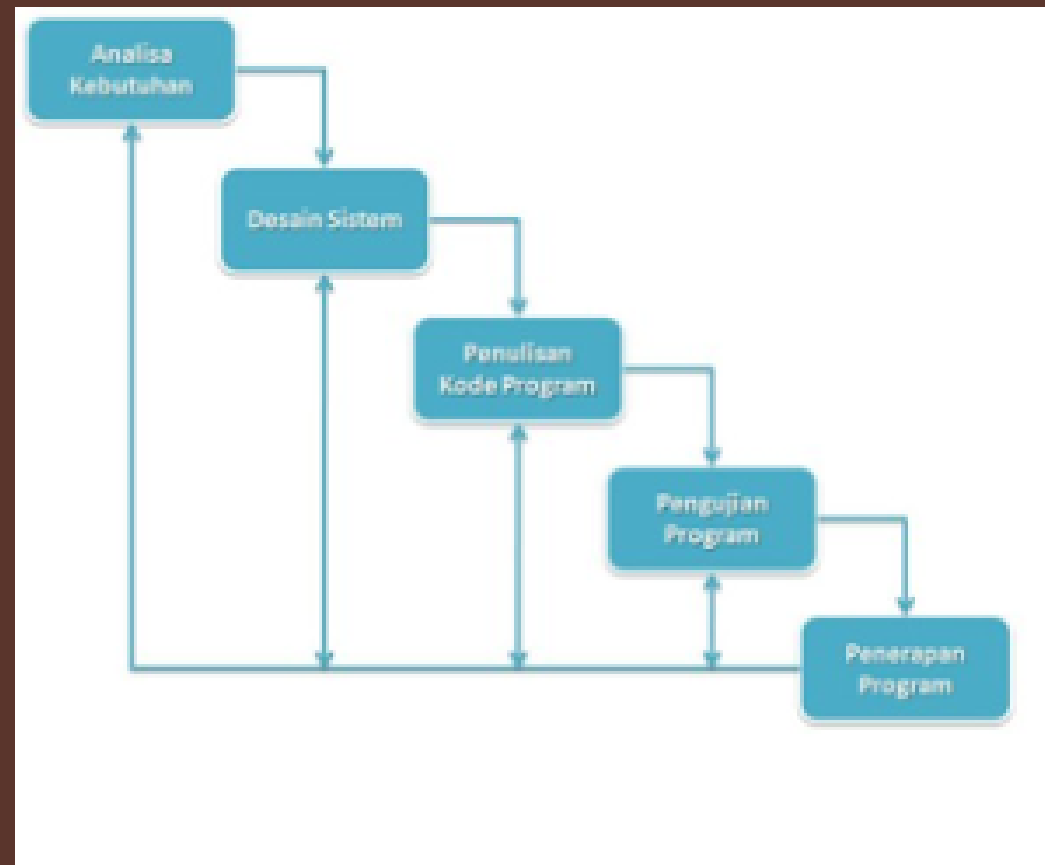 Analisa
Kebutuhan
Desain Sistem
Penulisan
Kode Program
Pengujian
Program
Penerapan
Program